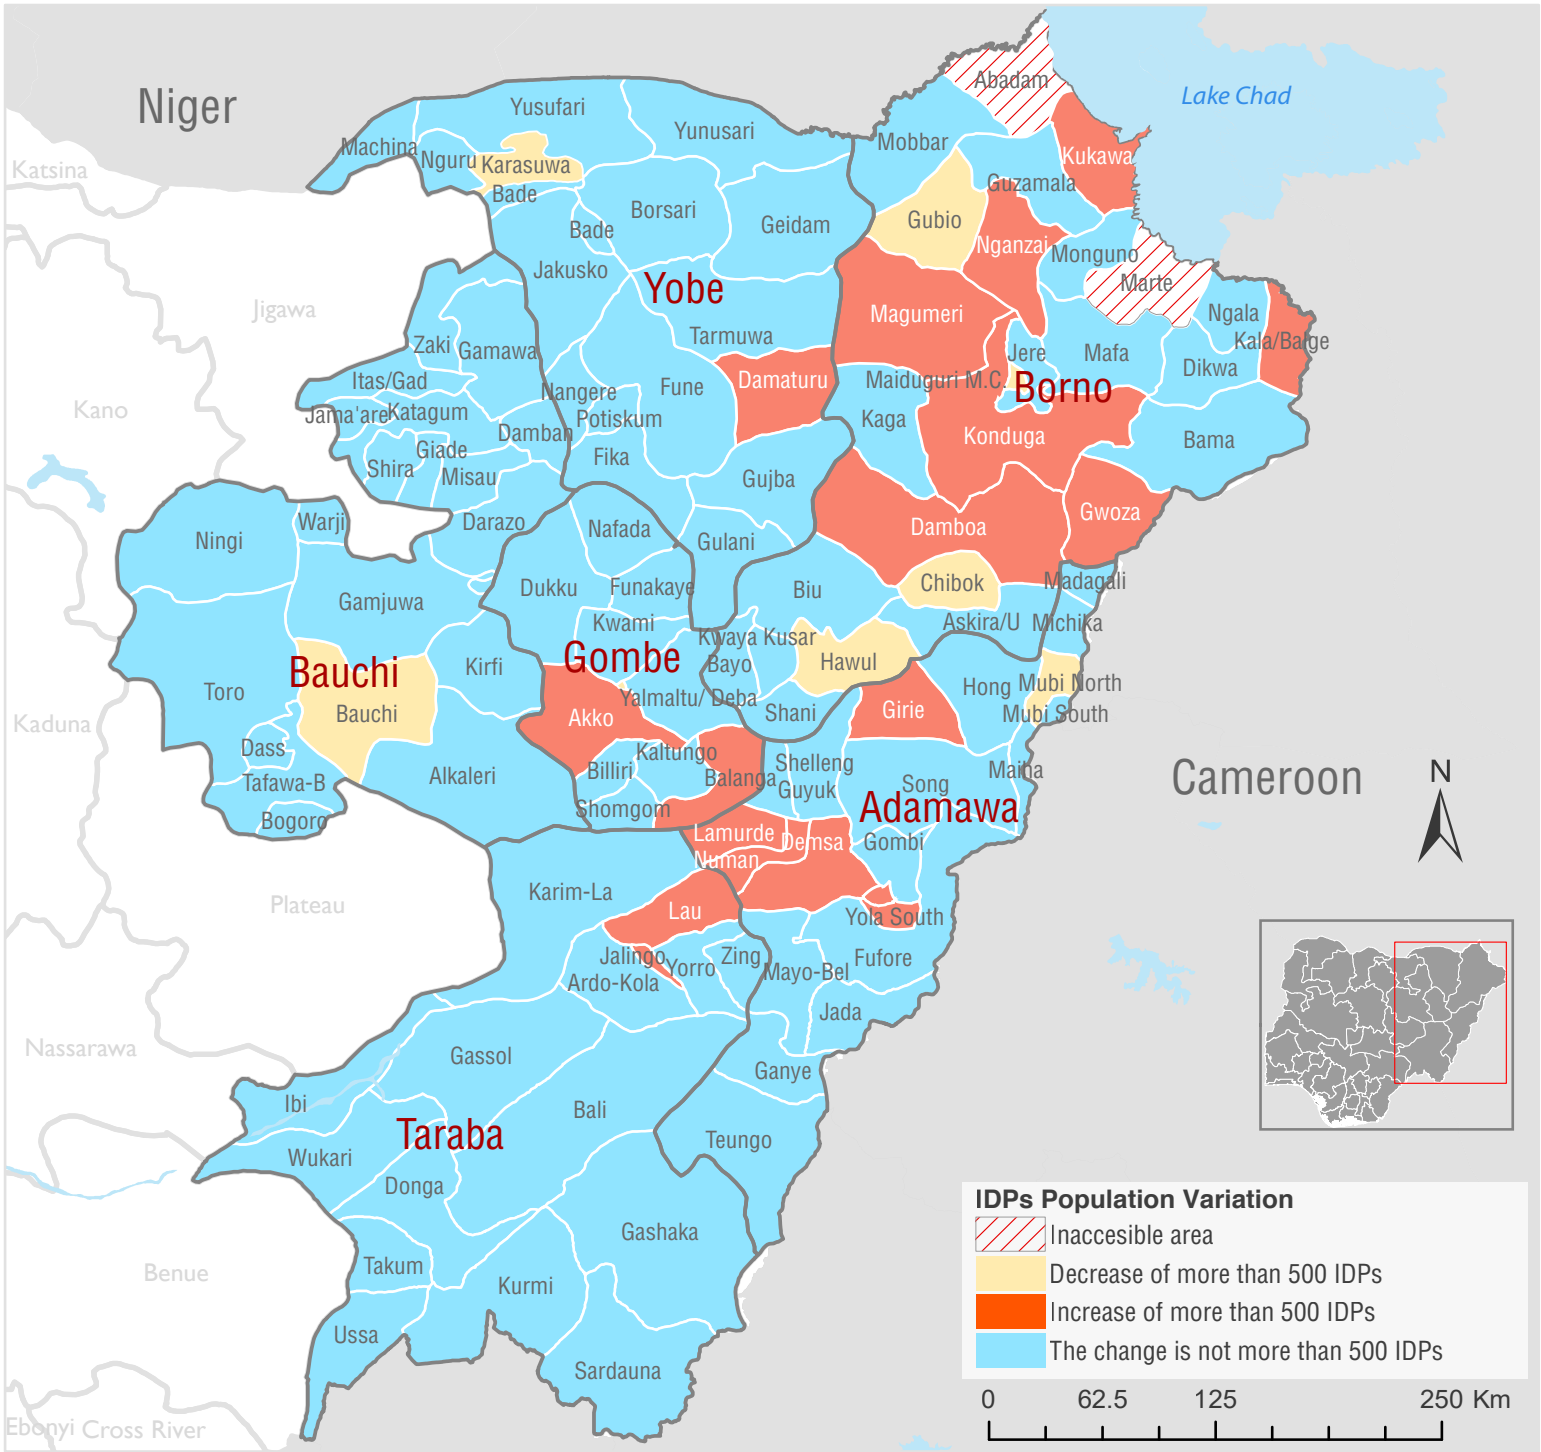 Niger
Lake Chad
Abadam
Yusufari
Yunusari
Mobbar
Machina
Nguru
Karasuwa
Kukawa
Katsina
Bade
Guzamala
Borsari
Geidam
Gubio
Bade
Nganzai
Monguno
Jakusko
Yobe
Marte
Jigawa
Magumeri
Ngala
Tarmuwa
Kala/Balge
Zaki
Gamawa
Jere
Mafa
Dikwa
Itas/Gad
Nangere
Fune
Damaturu
Maiduguri M.C.
Borno
Kano
Jama'are
Katagum
Potiskum
Kaga
Damban
Konduga
Bama
Giade
Shira
Misau
Fika
Gujba
Ningi
Warji
Darazo
Nafada
Gulani
Damboa
Gwoza
Gamjuwa
Dukku
Funakaye
Biu
Chibok
Madagali
Kwami
Askira/U
Michika
Kwaya Kusar
Gombe
Bayo
Hawul
Bauchi
Kirfi
Toro
Yalmaltu/ Deba
Hong
Mubi North
Bauchi
Akko
Shani
Girie
Mubi South
Kaduna
Dass
Kaltungo
Shelleng
Billiri
Balanga
Maiha
Cameroon
N
Tafawa-B
Alkaleri
Guyuk
Song
Shomgom
Adamawa
Bogoro
Lamurde
Demsa
Gombi
Numan
Karim-La
Plateau
Lau
Yola South
Jalingo
Yorro
Zing
Mayo-Bel
Fufore
Ardo-Kola
Jada
Nassarawa
Gassol
Ganye
Ibi
Bali
Taraba
Teungo
Wukari
Donga
Gashaka
Benue
Takum
Kurmi
Ussa
Sardauna
Ebonyi
Cross River
IDPs Population Variation
Inaccesible area
Decrease of more than 500 IDPs
Increase of more than 500 IDPs
The change is not more than 500 IDPs
0 62.5 125 250 Km